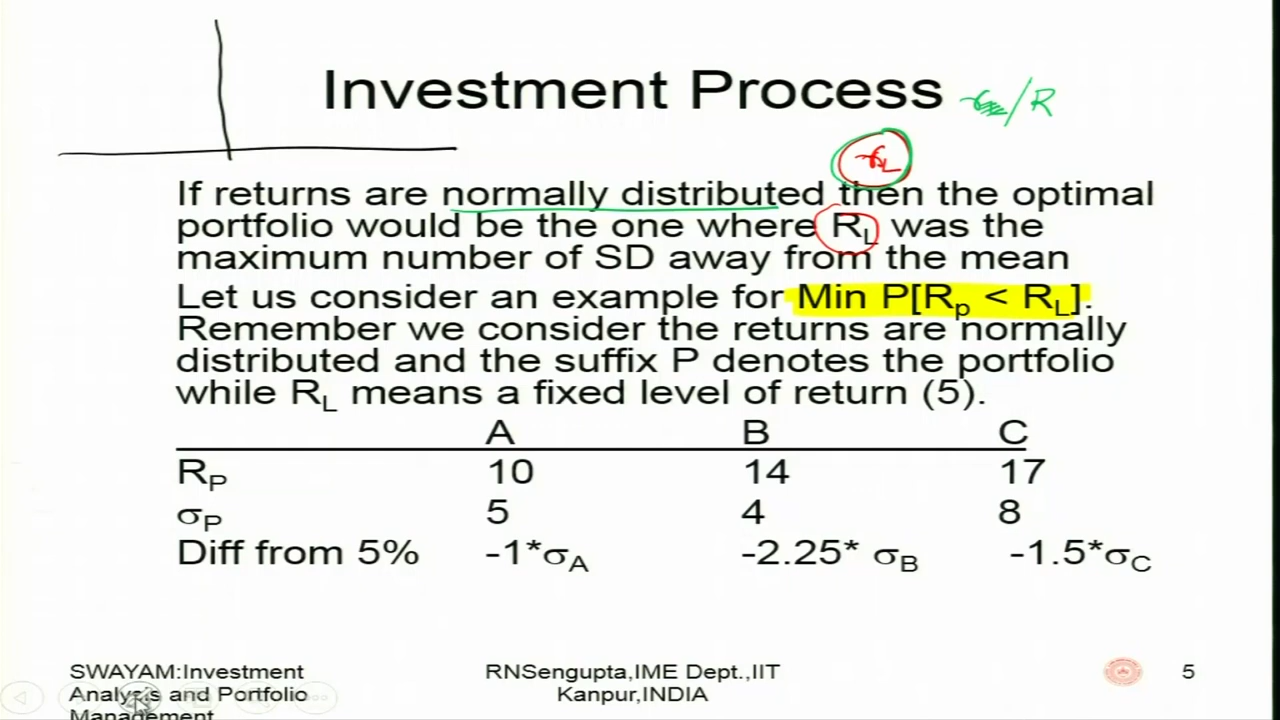 Investment Process
/R
r_L
If returns are normally distributed then the optimal
portfolio would be the one where R_L was the
maximum number of SD away from the mean
Let us consider an example for Min P[R_p < R_L].
Remember we consider the returns are normally
distributed and the suffix P denotes the portfolio
while R_L means a fixed level of return (5).
A B C
R_P 10 14 17
σ_P 5 4 8
Diff from 5% -1*σ_A -2.25* σ_B -1.5*σ_C
SWAYAM:Investment
Analysis and Portfolio
Management
RNSengupta,IME Dept.,IIT
Kanpur,INDIA
5